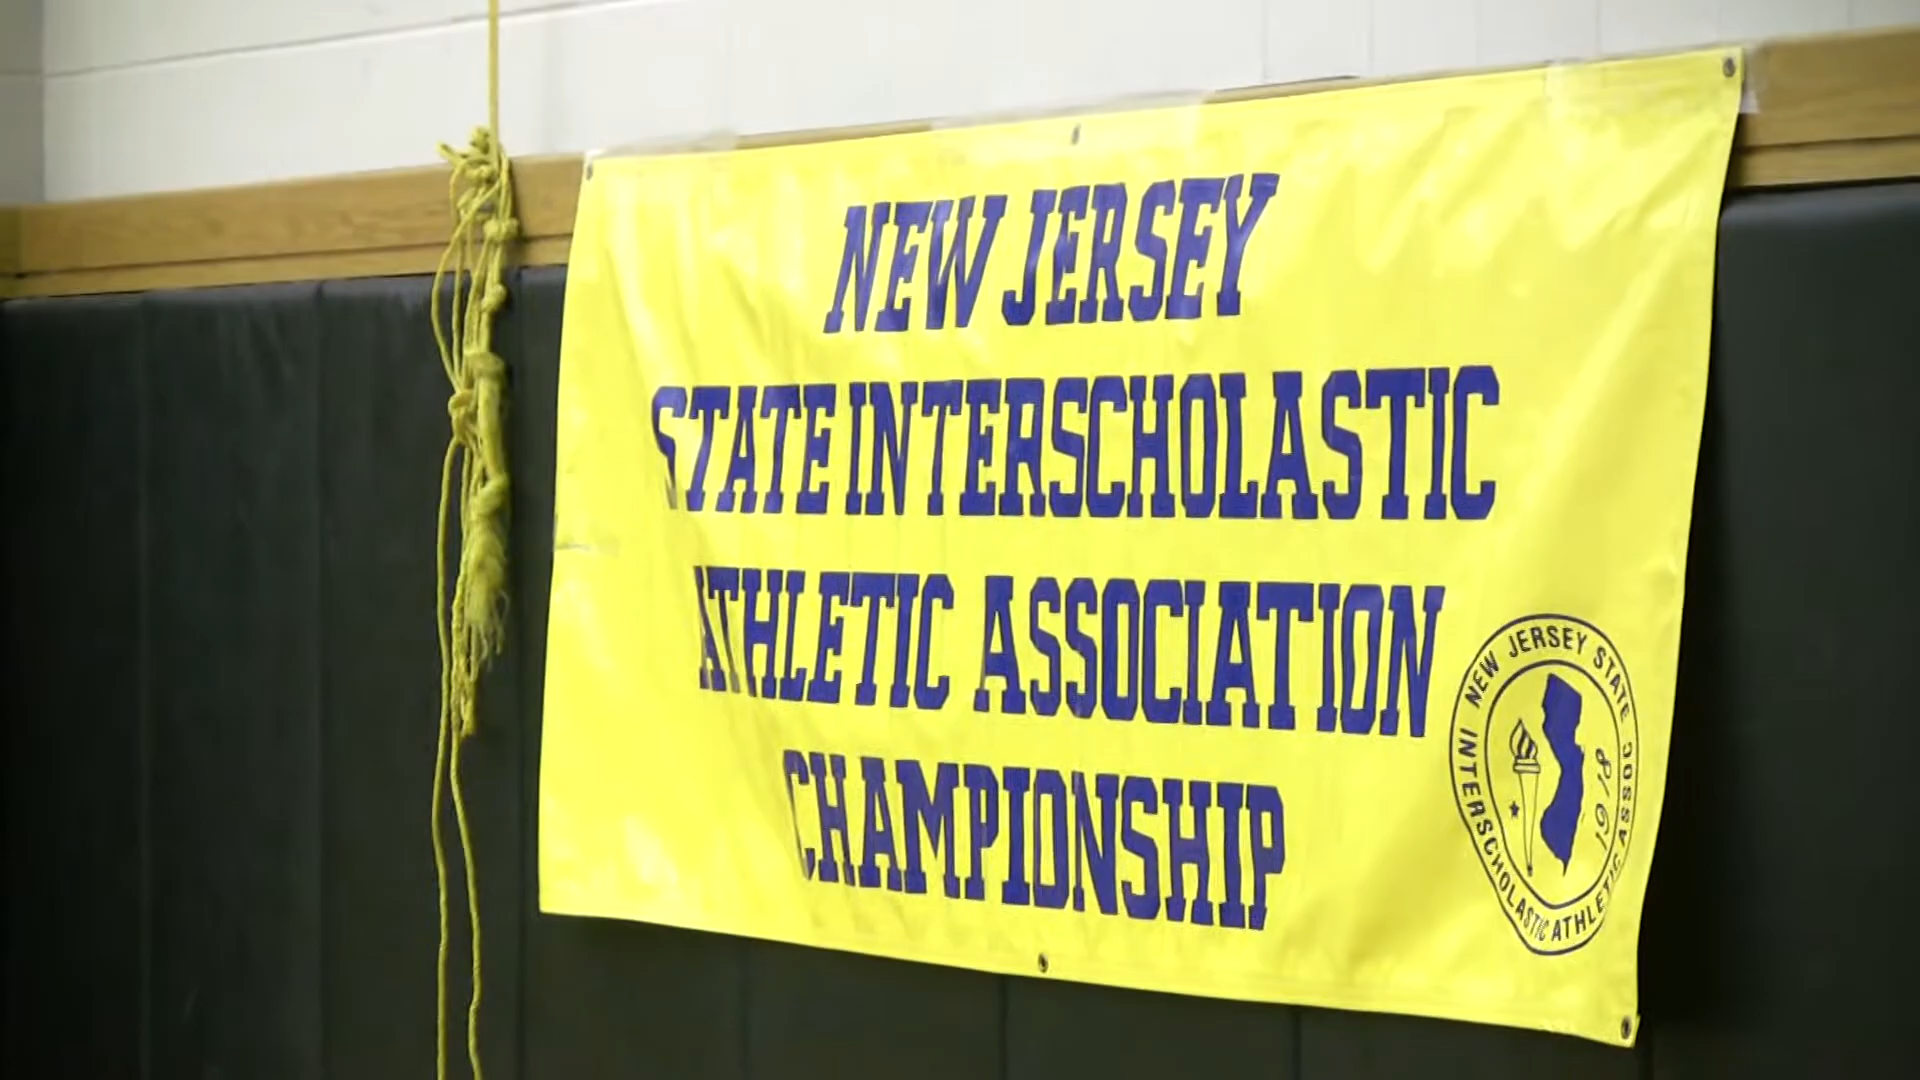 NEW JERSEY
STATE INTERSCHOLASTIC
ATHLETIC ASSOCIATION
CHAMPIONSHIP
NEW JERSEY STATE
INTERSCHOLASTIC ATHLETIC ASSOC
1918